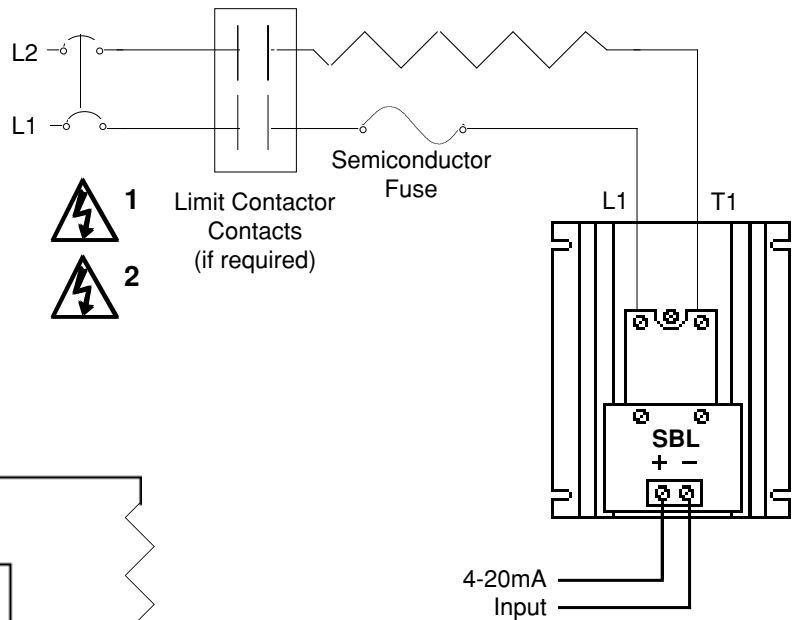 L2
L1
Semiconductor
Fuse
1
Limit Contactor
Contacts
(if required)
2
L1
T1
SBL
+ −
4-20mA
Input